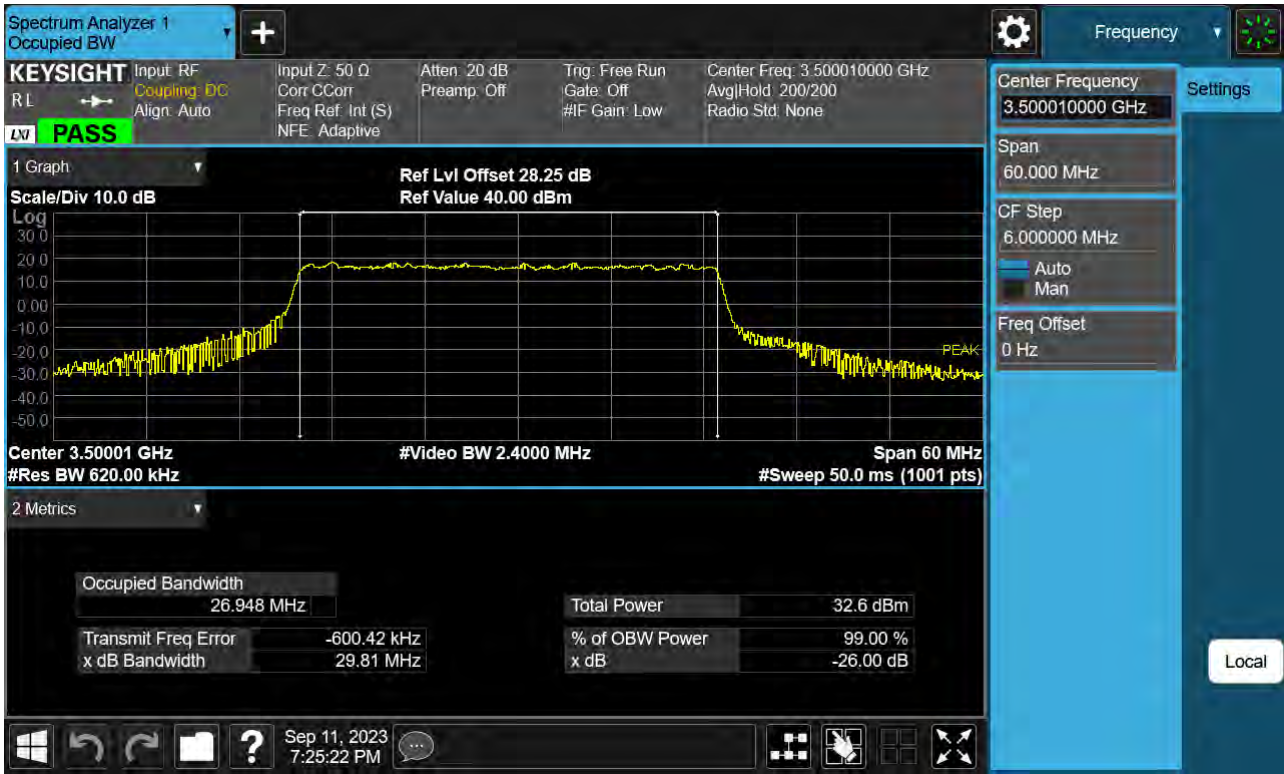 Spectrum Analyzer 1
Occupied BW
+
Frequency
KEYSIGHT
RL
LXI PASS
Input: RF
Coupling: DC
Align: Auto
Input Z: 50 Ω
Corr CCorr
Freq Ref: Int (S)
NFE: Adaptive
Atten: 20 dB
Preamp: Off
Trig: Free Run
Gate: Off
#IF Gain: Low
Center Freq: 3.500010000 GHz
Avg|Hold: 200/200
Radio Std: None
1 Graph
Scale/Div 10.0 dB
Ref Lvl Offset 28.25 dB
Ref Value 40.00 dBm
Log
30.0
20.0
10.0
0.00
-10.0
-20.0
-30.0
-40.0
-50.0
PEAK
Center 3.50001 GHz
#Video BW 2.4000 MHz
Span 60 MHz
#Res BW 620.00 kHz
#Sweep 50.0 ms (1001 pts)
2 Metrics
Occupied Bandwidth
26.948 MHz
Total Power 32.6 dBm
Transmit Freq Error -600.42 kHz
% of OBW Power 99.00 %
x dB Bandwidth 29.81 MHz
x dB -26.00 dB
Center Frequency
3.500010000 GHz
Settings
Span
60.000 MHz
CF Step
6.000000 MHz
Auto
Man
Freq Offset
0 Hz
Local
?
Sep 11, 2023
7:25:22 PM